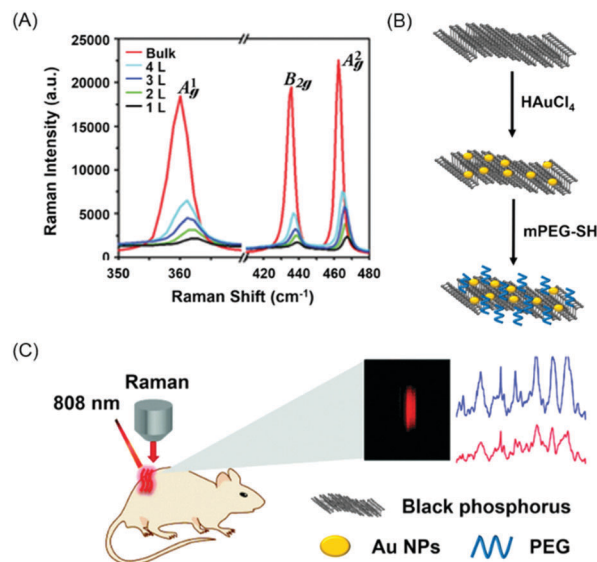 (A)
Raman Intensity (a.u.)
25000
20000
15000
10000
5000
0
Bulk
4 L
3 L
2 L
1 L
A¹g
B2g
A²g
350 360 420 440 460 480
Raman Shift (cm⁻¹)
(B)
HAuCl₄
mPEG-SH
(C)
Raman
808 nm
Black phosphorus
Au NPs
PEG